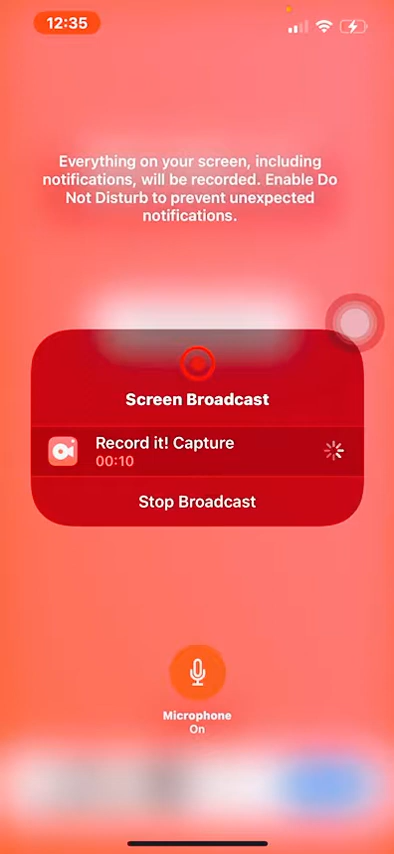 12:35
Everything on your screen, including
notifications, will be recorded. Enable Do
Not Disturb to prevent unexpected
notifications.
Screen Broadcast
Record it! Capture
00:10
Stop Broadcast
Microphone
On